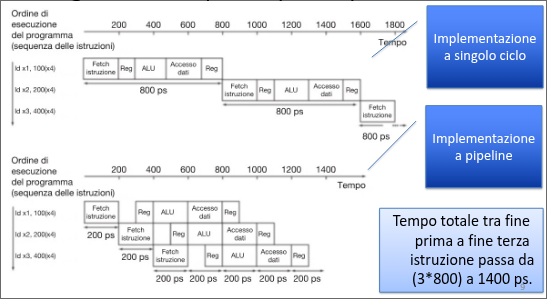 Ordine di
esecuzione
del programma
(sequenza delle istruzioni)
200 400 600 800 1000 1200 1400 1600 1800
Tempo
ld x1, 100(x4)
Fetch istruzione Reg ALU Accesso dati Reg
800 ps
ld x2, 200(x4)
Fetch istruzione Reg ALU Accesso dati Reg
800 ps
ld x3, 400(x4)
Fetch istruzione
800 ps
Implementazione
a singolo ciclo
Ordine di
esecuzione
del programma
(sequenza delle istruzioni)
200 400 600 800 1000 1200 1400
Tempo
ld x1, 100(x4)
Fetch istruzione Reg ALU Accesso dati Reg
200 ps
ld x2, 200(x4)
Fetch istruzione Reg ALU Accesso dati Reg
200 ps
ld x3, 400(x4)
Fetch istruzione Reg ALU Accesso dati Reg
200 ps 200 ps 200 ps 200 ps 200 ps
Implementazione
a pipeline
Tempo totale tra fine
prima a fine terza
istruzione passa da
(3*800) a 1400 ps.